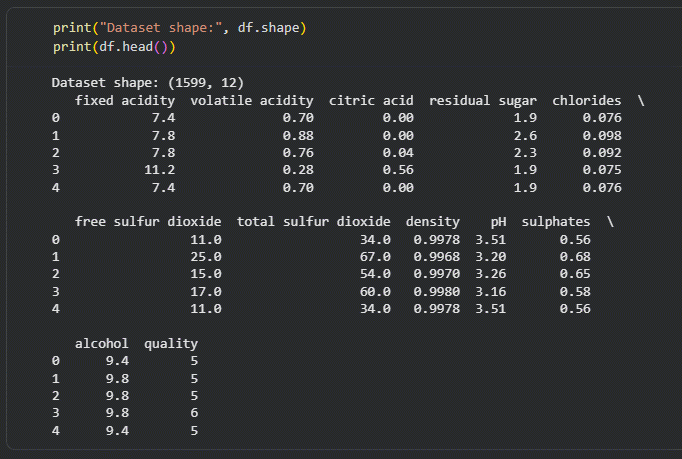 print("Dataset shape:", df.shape)
print(df.head())
Dataset shape: (1599, 12)
   fixed acidity  volatile acidity  citric acid  residual sugar  chlorides  \
0            7.4              0.70         0.00             1.9      0.076
1            7.8              0.88         0.00             2.6      0.098
2            7.8              0.76         0.04             2.3      0.092
3           11.2              0.28         0.56             1.9      0.075
4            7.4              0.70         0.00             1.9      0.076
   free sulfur dioxide  total sulfur dioxide  density    pH  sulphates  \
0                 11.0                  34.0   0.9978  3.51       0.56
1                 25.0                  67.0   0.9968  3.20       0.68
2                 15.0                  54.0   0.9970  3.26       0.65
3                 17.0                  60.0   0.9980  3.16       0.58
4                 11.0                  34.0   0.9978  3.51       0.56
   alcohol  quality
0      9.4        5
1      9.8        5
2      9.8        5
3      9.8        6
4      9.4        5